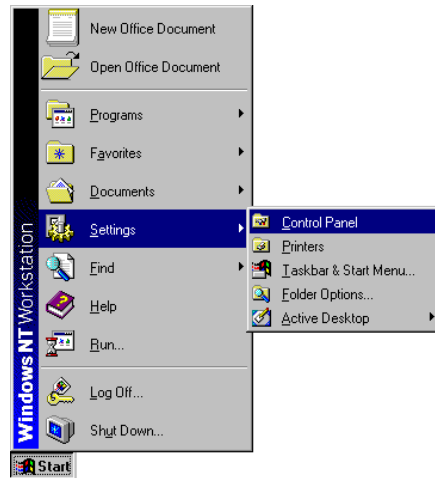 New Office Document
Open Office Document
Programs
Favorites
Documents
Settings
Find
Help
Run...
Log Off...
Shut Down...
Control Panel
Printers
Taskbar & Start Menu...
Folder Options...
Active Desktop
Windows NT Workstation
Start